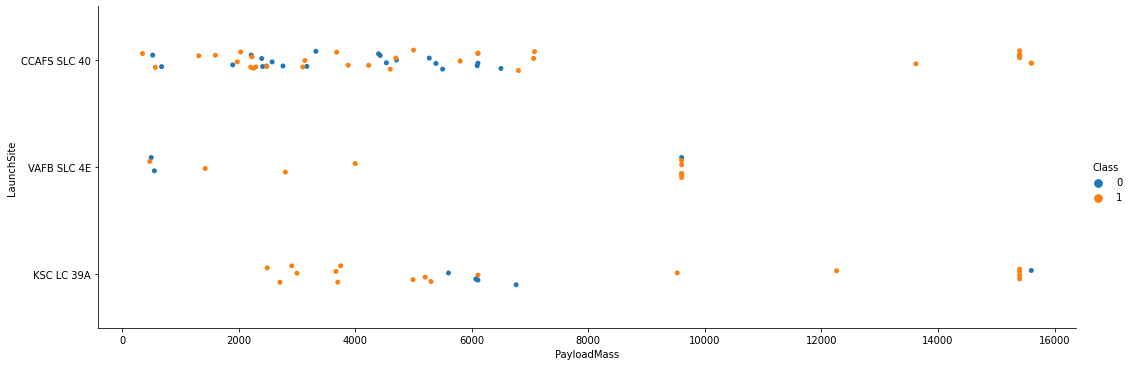 LaunchSite
CCAFS SLC 40
VAFB SLC 4E
KSC LC 39A
0 2000 4000 6000 8000 10000 12000 14000 16000
PayloadMass
Class
0
1